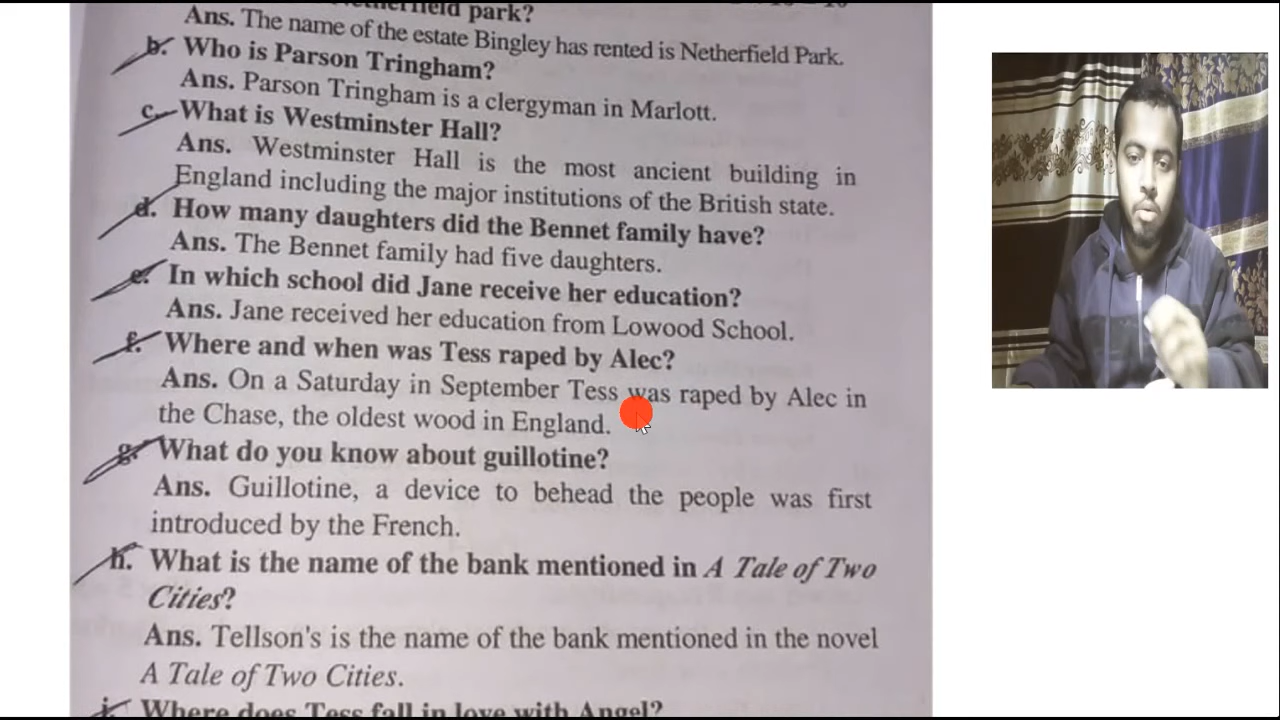 park?
Ans. The name of the estate Bingley has rented is Netherfield Park.
b. Who is Parson Tringham?
Ans. Parson Tringham is a clergyman in Marlott.
c. What is Westminster Hall?
Ans. Westminster Hall is the most ancient building in
England including the major institutions of the British state.
d. How many daughters did the Bennet family have?
Ans. The Bennet family had five daughters.
e. In which school did Jane receive her education?
Ans. Jane received her education from Lowood School.
f. Where and when was Tess raped by Alec?
Ans. On a Saturday in September Tess was raped by Alec in
the Chase, the oldest wood in England.
g. What do you know about guillotine?
Ans. Guillotine, a device to behead the people was first
introduced by the French.
h. What is the name of the bank mentioned in A Tale of Two
Cities?
Ans. Tellson's is the name of the bank mentioned in the novel
A Tale of Two Cities.
i. Where does Tess fall in love with Angel?